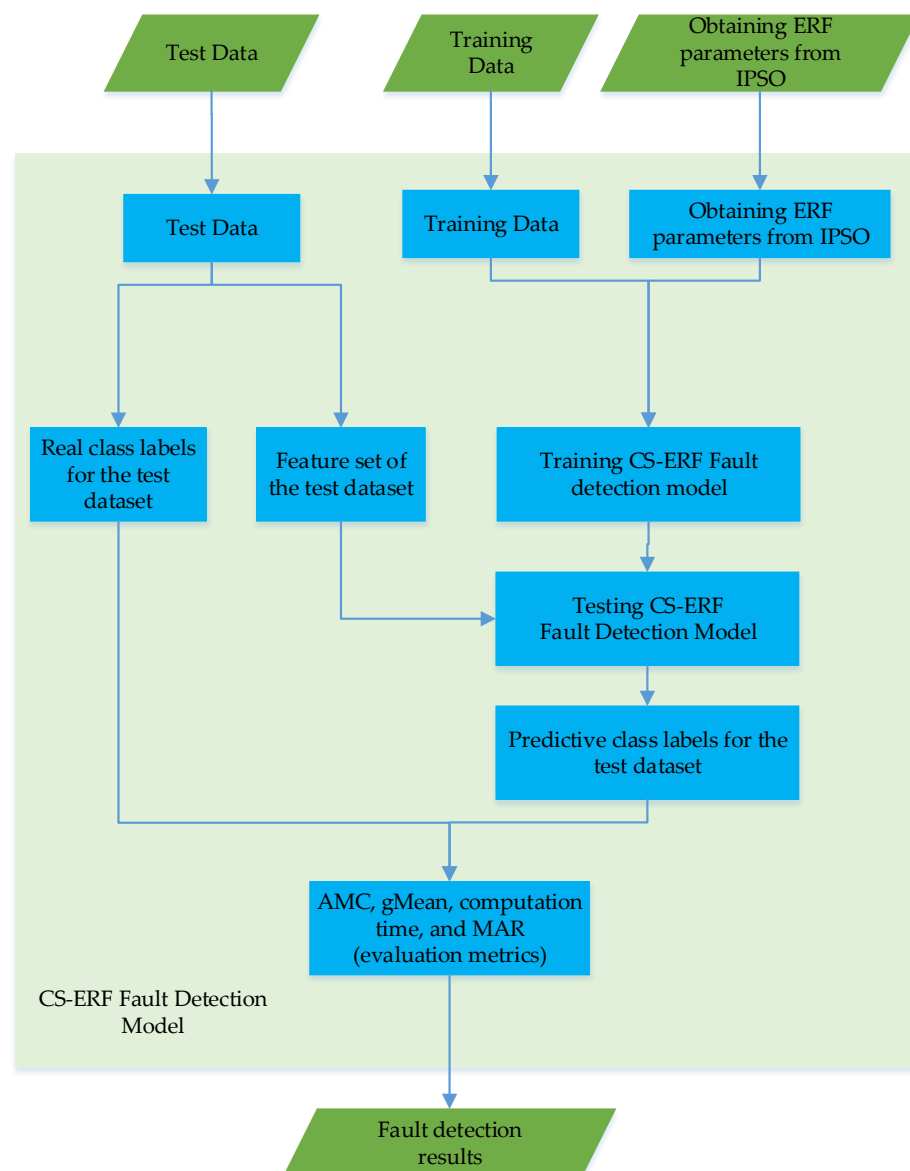 Test Data
Training
Data
Obtaining ERF
parameters from
IPSO
Test Data
Training Data
Obtaining ERF
parameters from IPSO
Real class labels
for the test
dataset
Feature set of
the test dataset
Training CS-ERF Fault
detection model
Testing CS-ERF
Fault Detection Model
Predictive class labels for the
test dataset
AMC, gMean, computation
time, and MAR
(evaluation metrics)
CS-ERF Fault Detection
Model
Fault detection
results